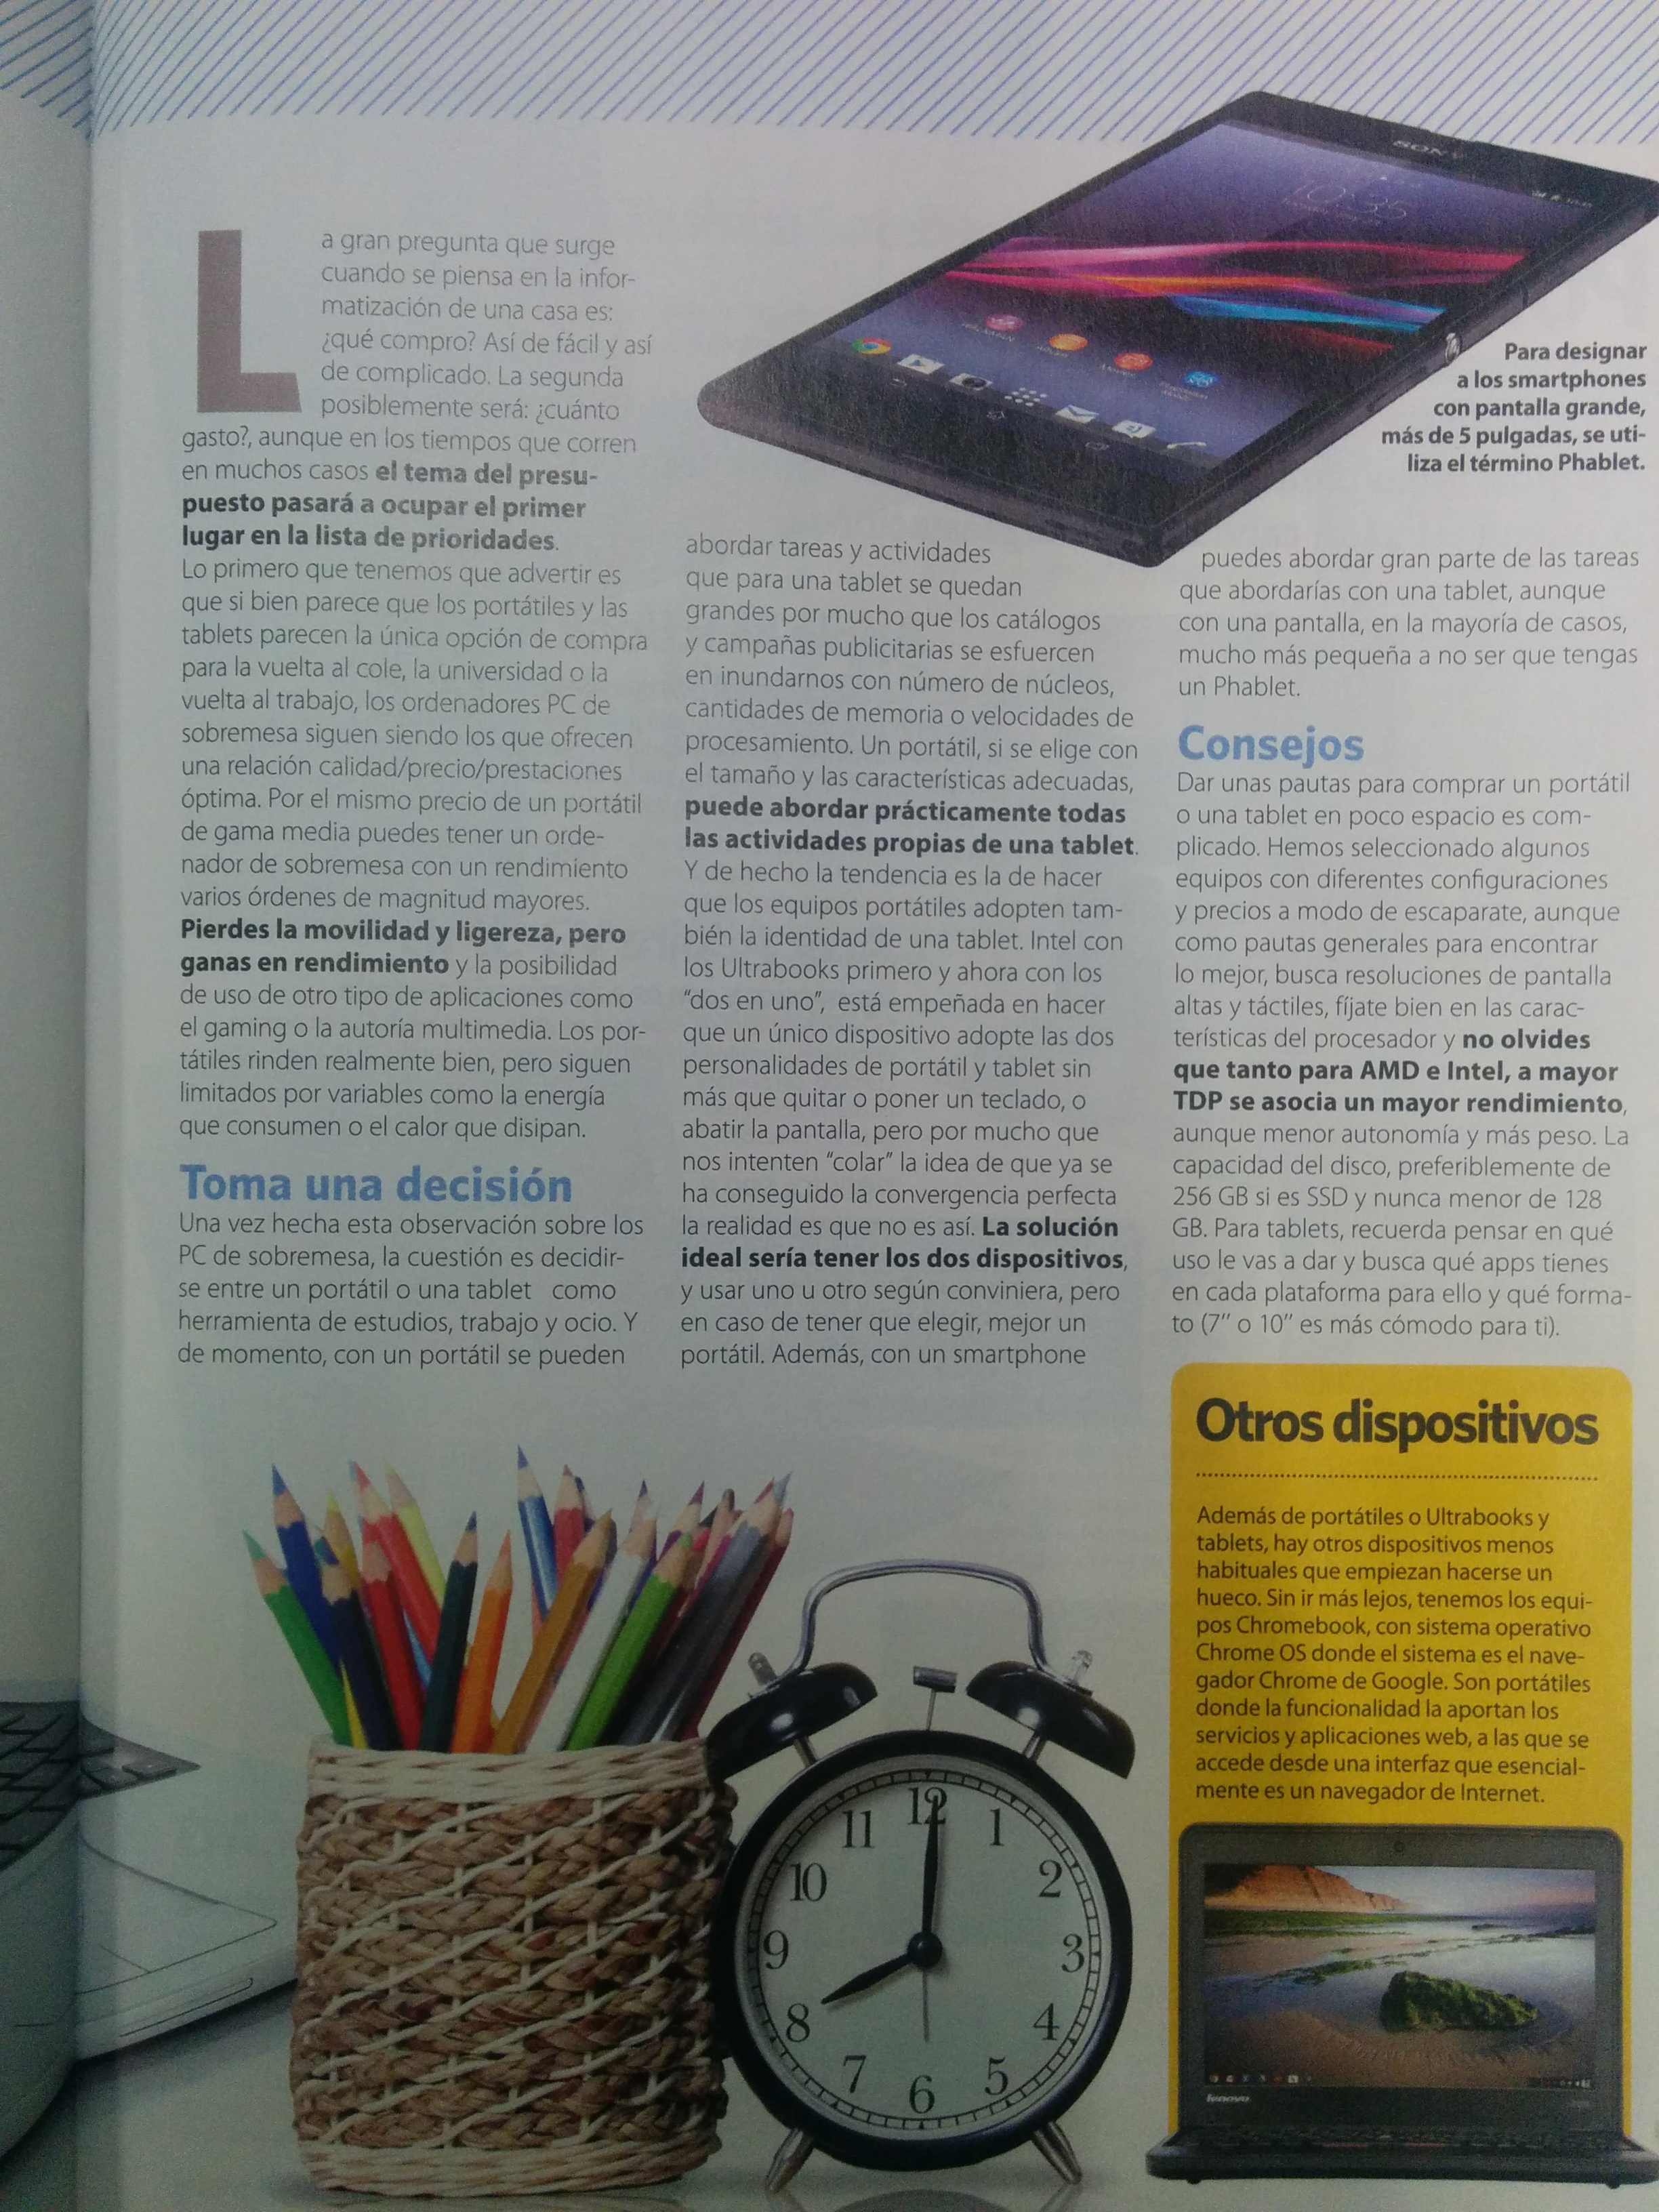 La gran pregunta que surge
cuando se piensa en la infor-
matización de una casa es:
¿qué compro? Así de fácil y así
de complicado. La segunda
posiblemente será: ¿cuánto
gasto?, aunque en los tiempos que corren
en muchos casos el tema del presu-
puesto pasará a ocupar el primer
lugar en la lista de prioridades.
Lo primero que tenemos que advertir es
que si bien parece que los portátiles y las
tablets parecen la única opción de compra
para la vuelta al cole, la universidad o la
vuelta al trabajo, los ordenadores PC de
sobremesa siguen siendo los que ofrecen
una relación calidad/precio/prestaciones
óptima. Por el mismo precio de un portátil
de gama media puedes tener un orde-
nador de sobremesa con un rendimiento
varios órdenes de magnitud mayores.
Pierdes la movilidad y ligereza, pero
ganas en rendimiento y la posibilidad
de uso de otro tipo de aplicaciones como
el gaming o la autoría multimedia. Los por-
tátiles rinden realmente bien, pero siguen
limitados por variables como la energía
que consumen o el calor que disipan.
Toma una decisión
Una vez hecha esta observación sobre los
PC de sobremesa, la cuestión es decidir-
se entre un portátil o una tablet como
herramienta de estudios, trabajo y ocio. Y
de momento, con un portátil se pueden
abordar tareas y actividades
que para una tablet se quedan
grandes por mucho que los catálogos
y campañas publicitarias se esfuercen
en inundarnos con número de núcleos,
cantidades de memoria o velocidades de
procesamiento. Un portátil, si se elige con
el tamaño y las características adecuadas,
puede abordar prácticamente todas
las actividades propias de una tablet.
Y de hecho la tendencia es la de hacer
que los equipos portátiles adopten tam-
bién la identidad de una tablet. Intel con
los Ultrabooks primero y ahora con los
"dos en uno", está empeñada en hacer
que un único dispositivo adopte las dos
personalidades de portátil y tablet sin
más que quitar o poner un teclado, o
abatir la pantalla, pero por mucho que
nos intenten "colar" la idea de que ya se
ha conseguido la convergencia perfecta
la realidad es que no es así. La solución
ideal sería tener los dos dispositivos,
y usar uno u otro según conviniera, pero
en caso de tener que elegir, mejor un
portátil. Además, con un smartphone
SONY
10:35
Para designar
a los smartphones
con pantalla grande,
más de 5 pulgadas, se uti-
liza el término Phablet.
puedes abordar gran parte de las tareas
que abordarías con una tablet, aunque
con una pantalla, en la mayoría de casos,
mucho más pequeña a no ser que tengas
un Phablet.
Consejos
Dar unas pautas para comprar un portátil
o una tablet en poco espacio es com-
plicado. Hemos seleccionado algunos
equipos con diferentes configuraciones
y precios a modo de escaparate, aunque
como pautas generales para encontrar
lo mejor, busca resoluciones de pantalla
altas y táctiles, fíjate bien en las carac-
terísticas del procesador y no olvides
que tanto para AMD e Intel, a mayor
TDP se asocia un mayor rendimiento,
aunque menor autonomía y más peso. La
capacidad del disco, preferiblemente de
256 GB si es SSD y nunca menor de 128
GB. Para tablets, recuerda pensar en qué
uso le vas a dar y busca qué apps tienes
en cada plataforma para ello y qué forma-
to (7" o 10" es más cómodo para ti).
Otros dispositivos
Además de portátiles o Ultrabooks y
tablets, hay otros dispositivos menos
habituales que empiezan hacerse un
hueco. Sin ir más lejos, tenemos los equi-
pos Chromebook, con sistema operativo
Chrome OS donde el sistema es el nave-
gador Chrome de Google. Son portátiles
donde la funcionalidad la aportan los
servicios y aplicaciones web, a las que se
accede desde una interfaz que esencial-
mente es un navegador de Internet.
lenovo
12
1
2
3
4
5
6
7
8
9
10
11